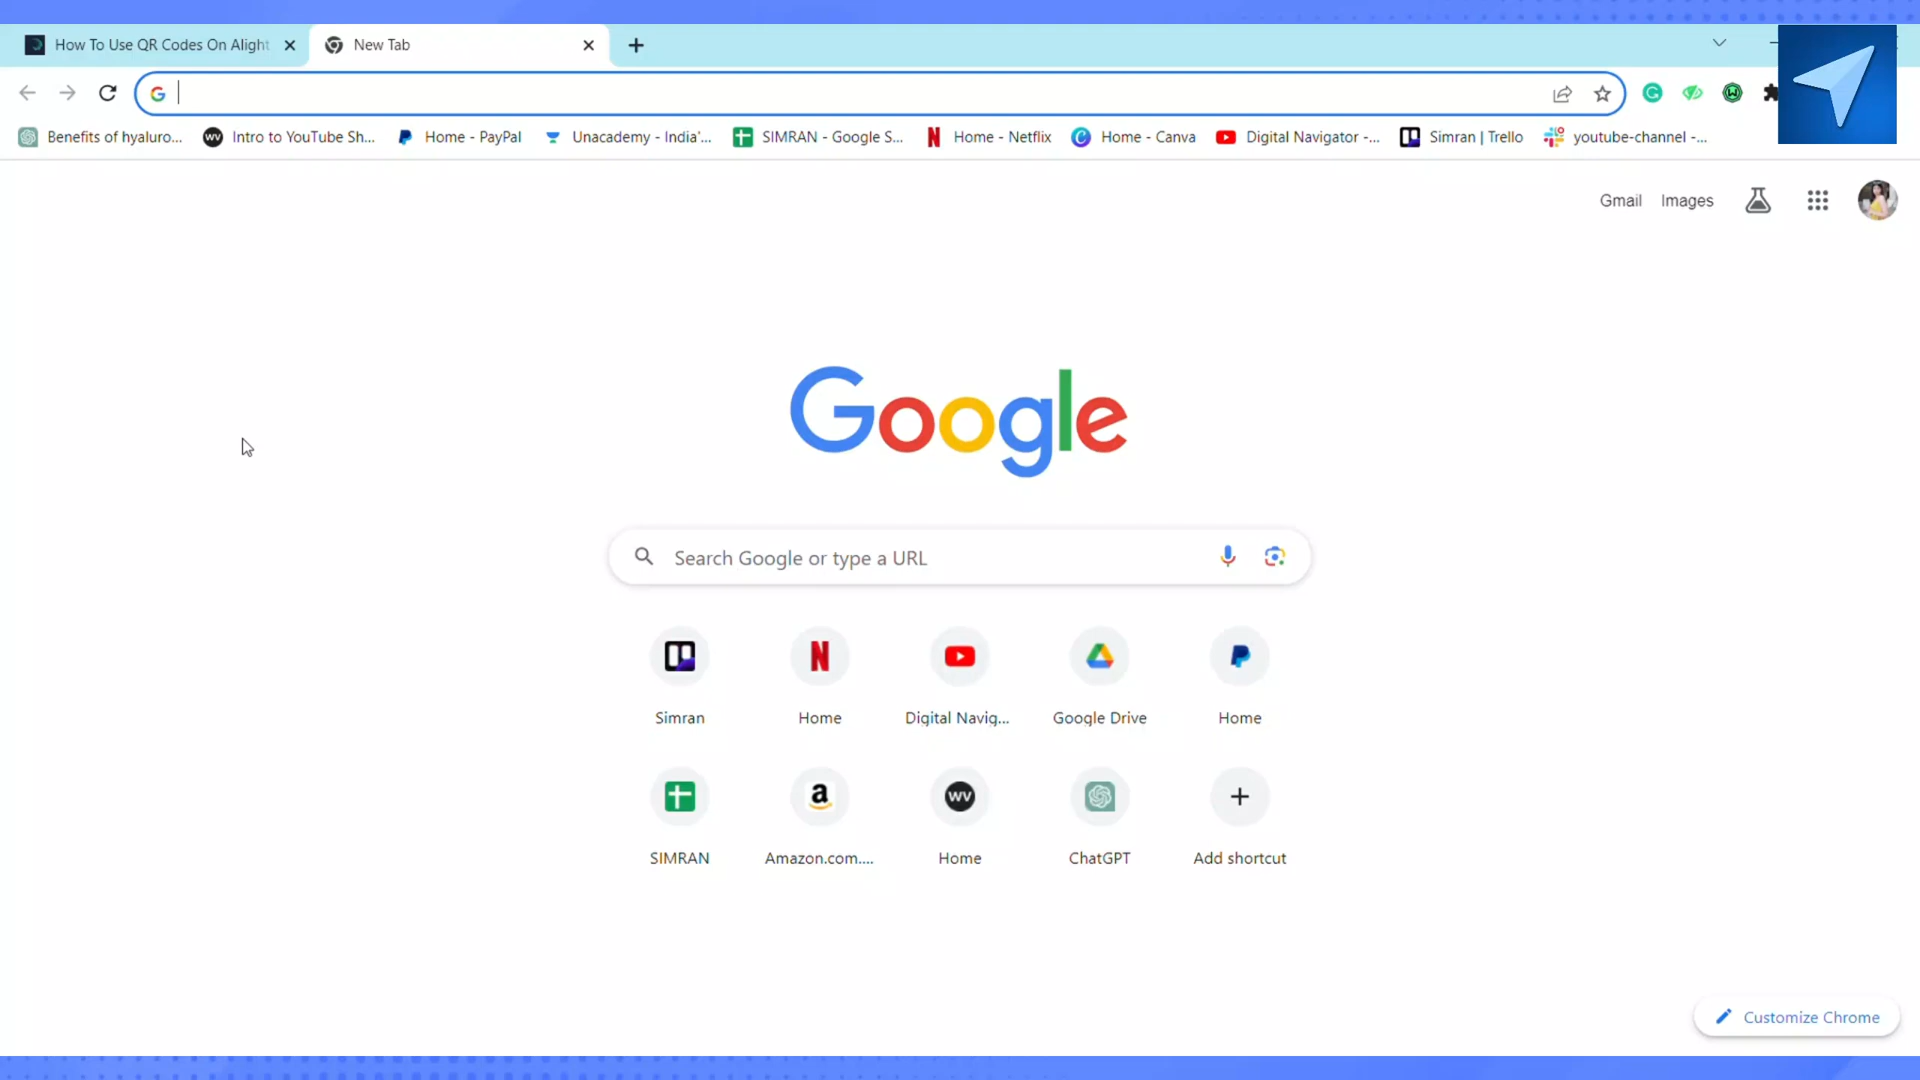 How To Use QR Codes On Alight
New Tab
Benefits of hyaluro...
Intro to YouTube Sh...
Home - PayPal
Unacademy - India'...
SIMRAN - Google S...
Home - Netflix
Home - Canva
Digital Navigator -...
Simran | Trello
youtube-channel -...
Gmail
Images
Google
Search Google or type a URL
Simran
Home
Digital Navig...
Google Drive
Home
SIMRAN
Amazon.com....
Home
ChatGPT
Add shortcut
Customize Chrome